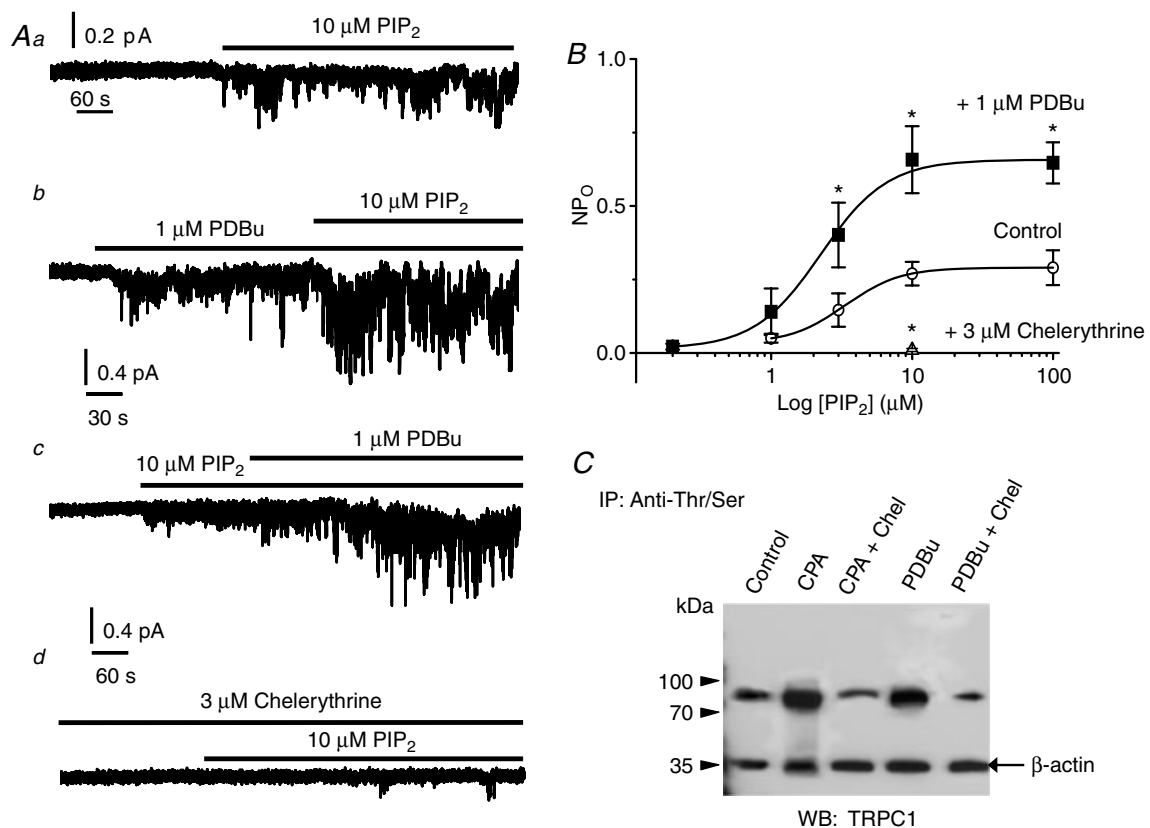 Aa
0.2 pA
10 μM PIP2
60 s
b
10 μM PIP2
1 μM PDBu
0.4 pA
30 s
c
1 μM PDBu
10 μM PIP2
0.4 pA
60 s
d
3 μM Chelerythrine
10 μM PIP2
B
1.0
0.5
0.0
NPO
+ 1 μM PDBu
*
*
*
Control
*
+ 3 μM Chelerythrine
1
10
100
Log [PIP2] (μM)
C
IP: Anti-Thr/Ser
Control
CPA
CPA + Chel
PDBu
PDBu + Chel
kDa
100
70
35
β-actin
WB: TRPC1